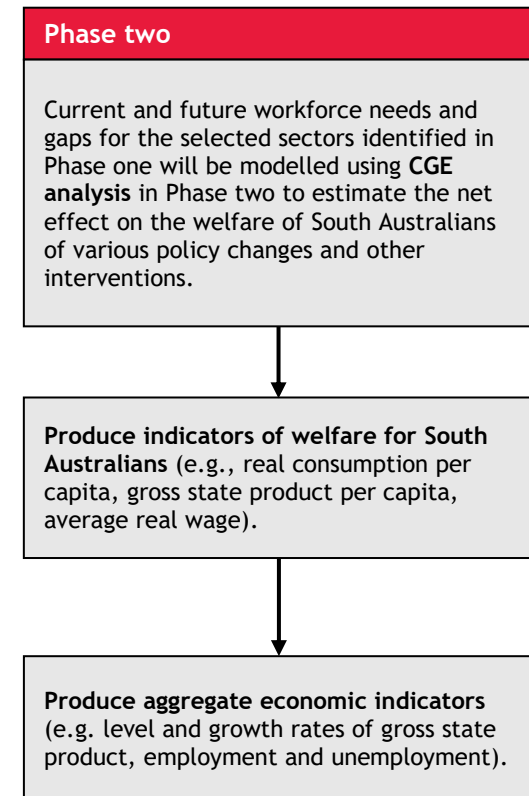 Phase two
Current and future workforce needs and
gaps for the selected sectors identified in
Phase one will be modelled using CGE
analysis in Phase two to estimate the net
effect on the welfare of South Australians
of various policy changes and other
interventions.
Produce indicators of welfare for South
Australians (e.g., real consumption per
capita, gross state product per capita,
average real wage).
Produce aggregate economic indicators
(e.g. level and growth rates of gross state
product, employment and unemployment).